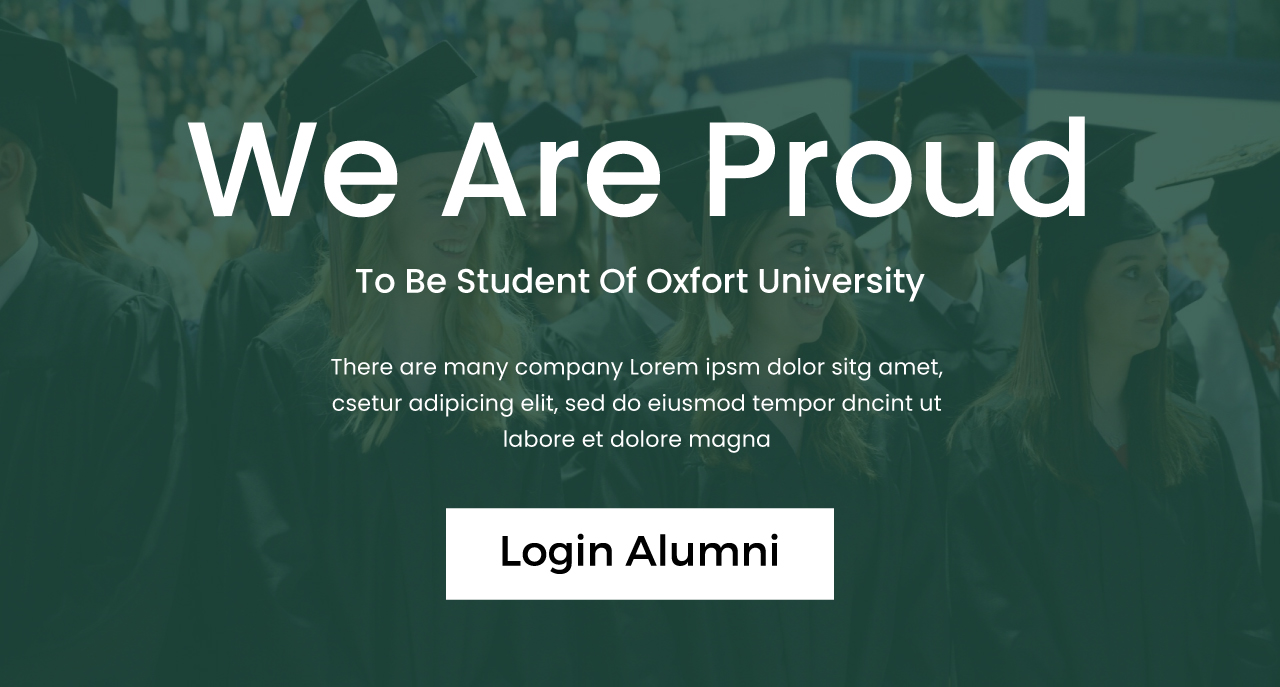 We Are Proud
To Be Student Of Oxfort University
There are many company Lorem ipsm dolor sitg amet,
csetur adipicing elit, sed do eiusmod tempor dncint ut
labore et dolore magna
Login Alumni